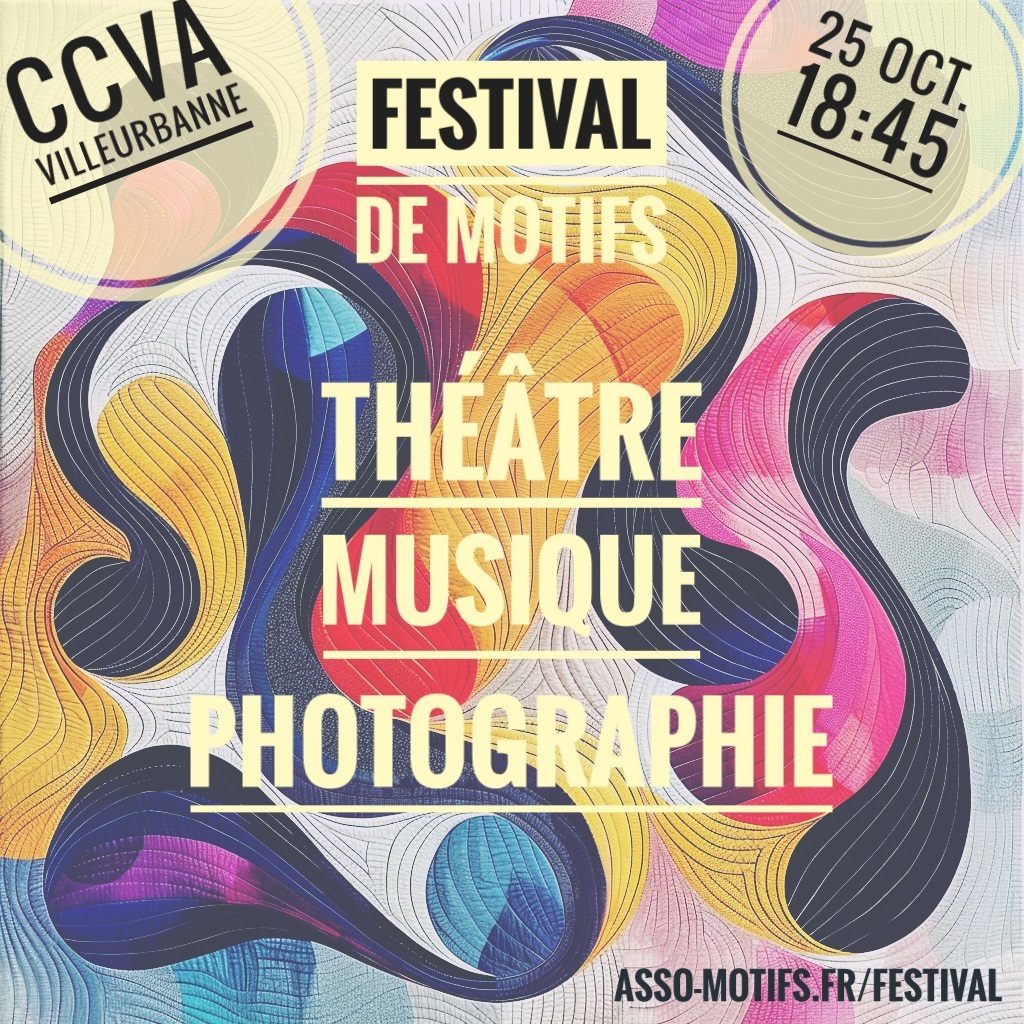 CCVA
VILLEURBANNE
25 OCT.
18:45
FESTIVAL
DE MOTIFS
THÉÂTRE
MUSIQUE
PHOTOGRAPHIE
ASSO-MOTIFS.FR/FESTIVAL